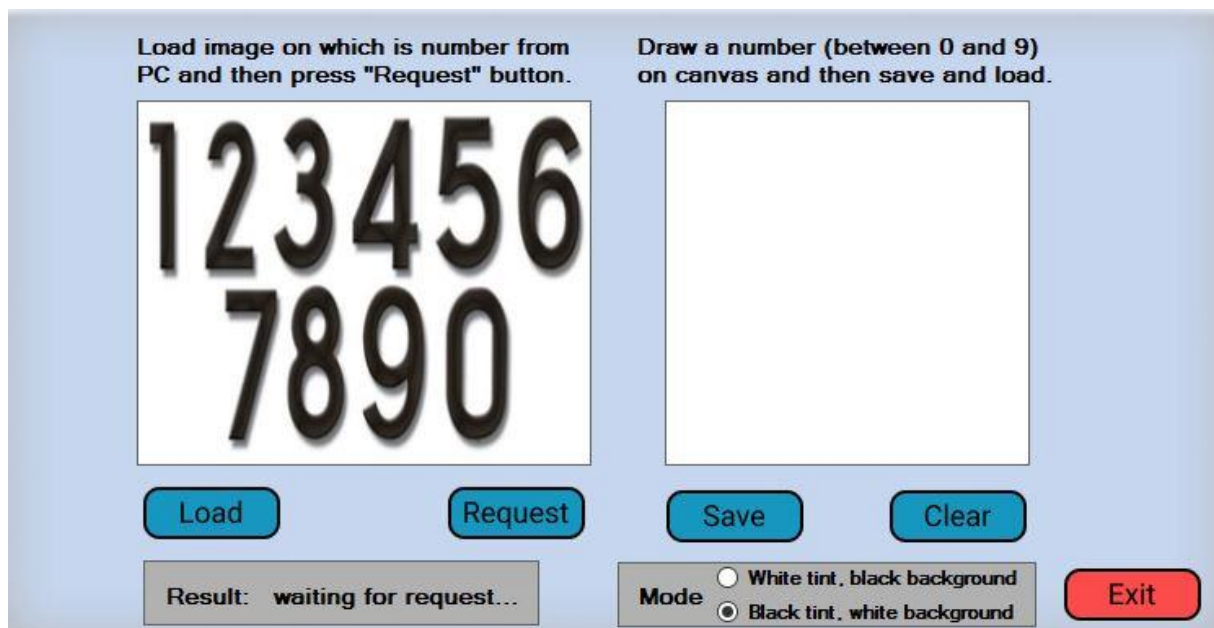 Load image on which is number from
PC and then press "Request" button.
Draw a number (between 0 and 9)
on canvas and then save and load.
123456
7890
Load
Request
Save
Clear
Result: waiting for request...
Mode
White tint, black background
Black tint, white background
Exit